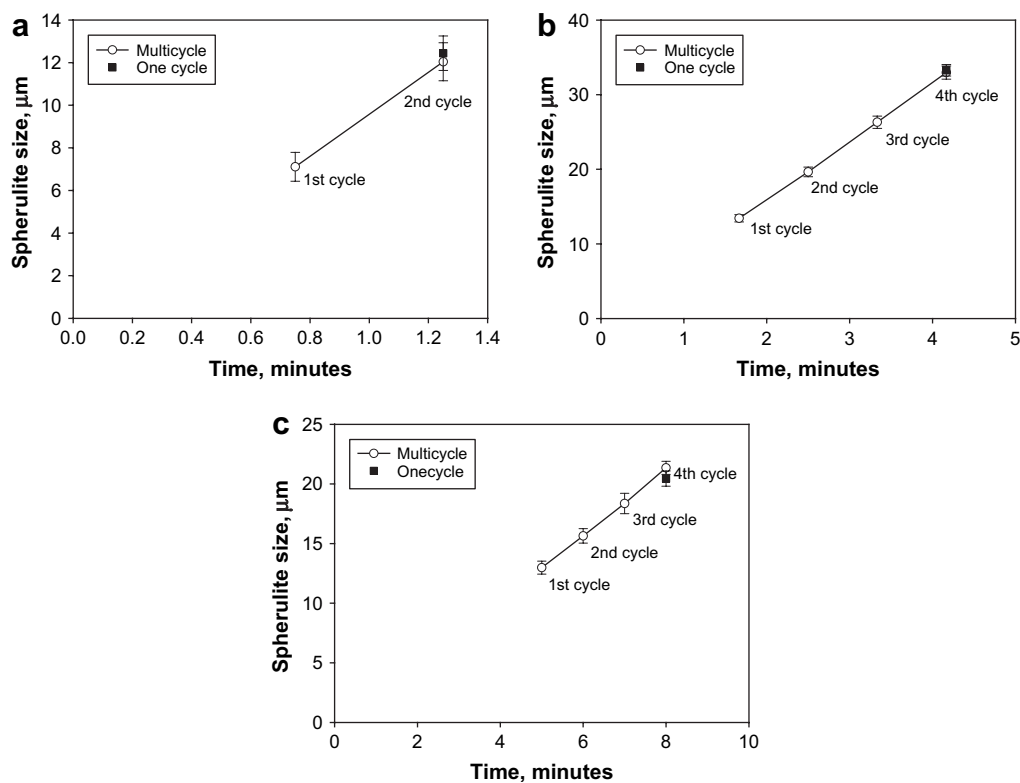 a
Spherulite size, μm
14
12
10
8
6
4
2
0
Multicycle
One cycle
2nd cycle
1st cycle
0.0 0.2 0.4 0.6 0.8 1.0 1.2 1.4
Time, minutes
b
Spherulite size, μm
40
30
20
10
0
Multicycle
One cycle
4th cycle
3rd cycle
2nd cycle
1st cycle
0 1 2 3 4 5
Time, minutes
c
Spherulite size, μm
25
20
15
10
5
0
Multicycle
Onecycle
4th cycle
3rd cycle
2nd cycle
1st cycle
0 2 4 6 8 10
Time, minutes